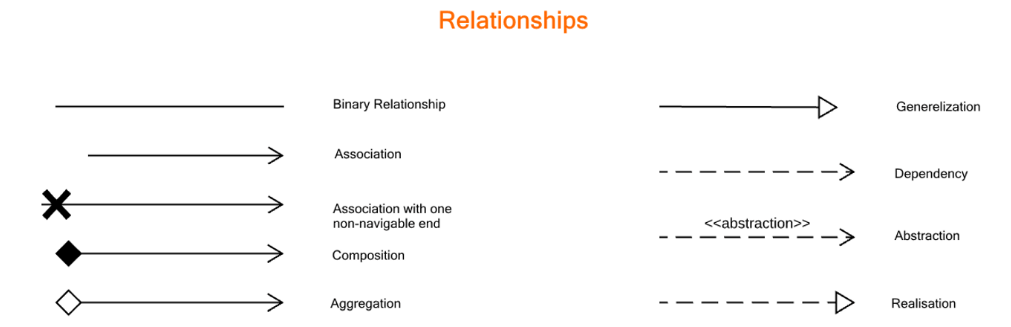 Relationships
Binary Relationship
Association
Association with one
non-navigable end
Composition
Aggregation
Generelization
Dependency
<<abstraction>>
Abstraction
Realisation